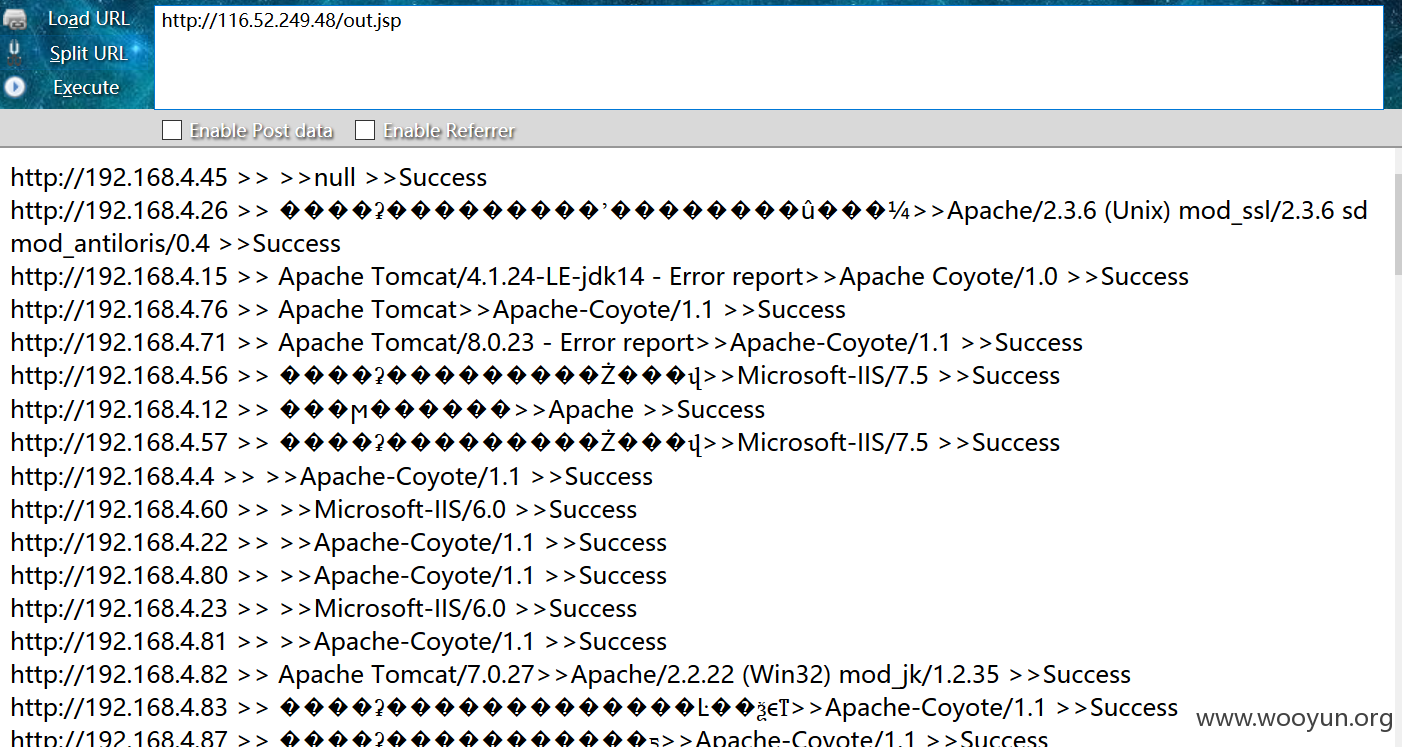 Load URL
Split URL
Execute
http://116.52.249.48/out.jsp
Enable Post data Enable Referrer
http://192.168.4.45 >> >>null >>Success
http://192.168.4.26 >> ����ʡ���������ʼ��������û���¼>>Apache/2.3.6 (Unix) mod_ssl/2.3.6 sd
mod_antiloris/0.4 >>Success
http://192.168.4.15 >> Apache Tomcat/4.1.24-LE-jdk14 - Error report>>Apache Coyote/1.0 >>Success
http://192.168.4.76 >> Apache Tomcat>>Apache-Coyote/1.1 >>Success
http://192.168.4.71 >> Apache Tomcat/8.0.23 - Error report>>Apache-Coyote/1.1 >>Success
http://192.168.4.56 >> >>Microsoft-IIS/7.5 >>Success
http://192.168.4.12 >> >>Apache >>Success
http://192.168.4.57 >> >>Microsoft-IIS/7.5 >>Success
http://192.168.4.4 >> >>Apache-Coyote/1.1 >>Success
http://192.168.4.60 >> >>Microsoft-IIS/6.0 >>Success
http://192.168.4.22 >> >>Apache-Coyote/1.1 >>Success
http://192.168.4.80 >> >>Apache-Coyote/1.1 >>Success
http://192.168.4.23 >> >>Microsoft-IIS/6.0 >>Success
http://192.168.4.81 >> >>Apache-Coyote/1.1 >>Success
http://192.168.4.82 >> Apache Tomcat/7.0.27>>Apache/2.2.22 (Win32) mod_jk/1.2.35 >>Success
http://192.168.4.83 >> >>Apache-Coyote/1.1 >>Success
www.wooyun.org
http://192.168.4.87 >> >>Apache-Coyote/1.1 >>Success